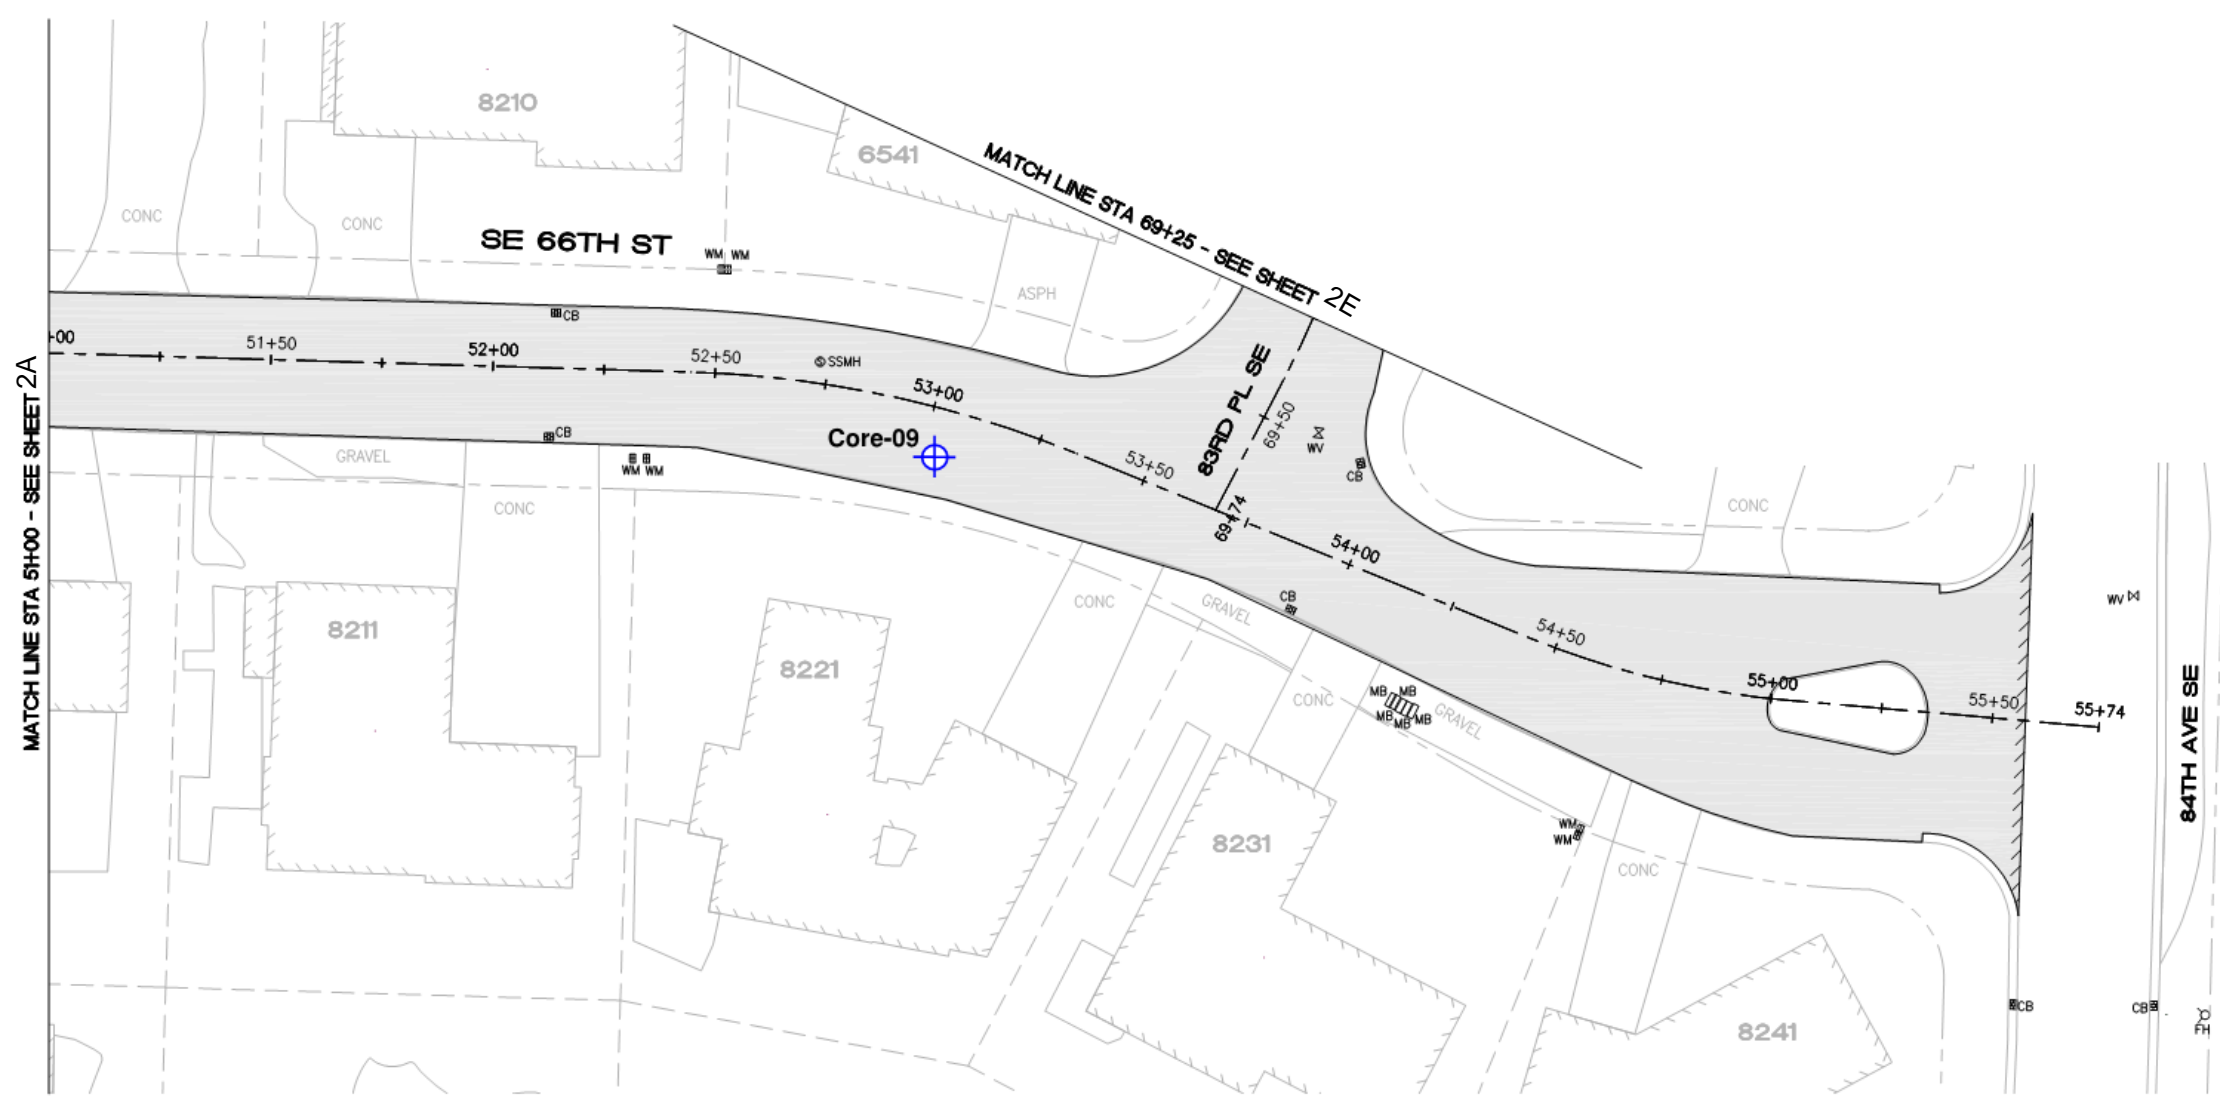 8210
6541
MATCH LINE STA 69+25 - SEE SHEET 2E
CONC
CONC
SE 66TH ST
WM WM
ASPH
CB
+00
51+50
52+00
52+50
SSMH
53+00
83RD PL SE
69+50
WV
CB
Core-09
53+50
CB
GRAVEL
WM WM
CONC
69+74
54+00
CONC
MATCH LINE STA 51+00 - SEE SHEET 2A
8211
8221
CONC
GRAVEL
CB
54+50
WV
55+00
55+50
55+74
84TH AVE SE
CONC
MB MB
MB MB MB
GRAVEL
8231
WM
WM
CONC
8241
CB
CB
FH